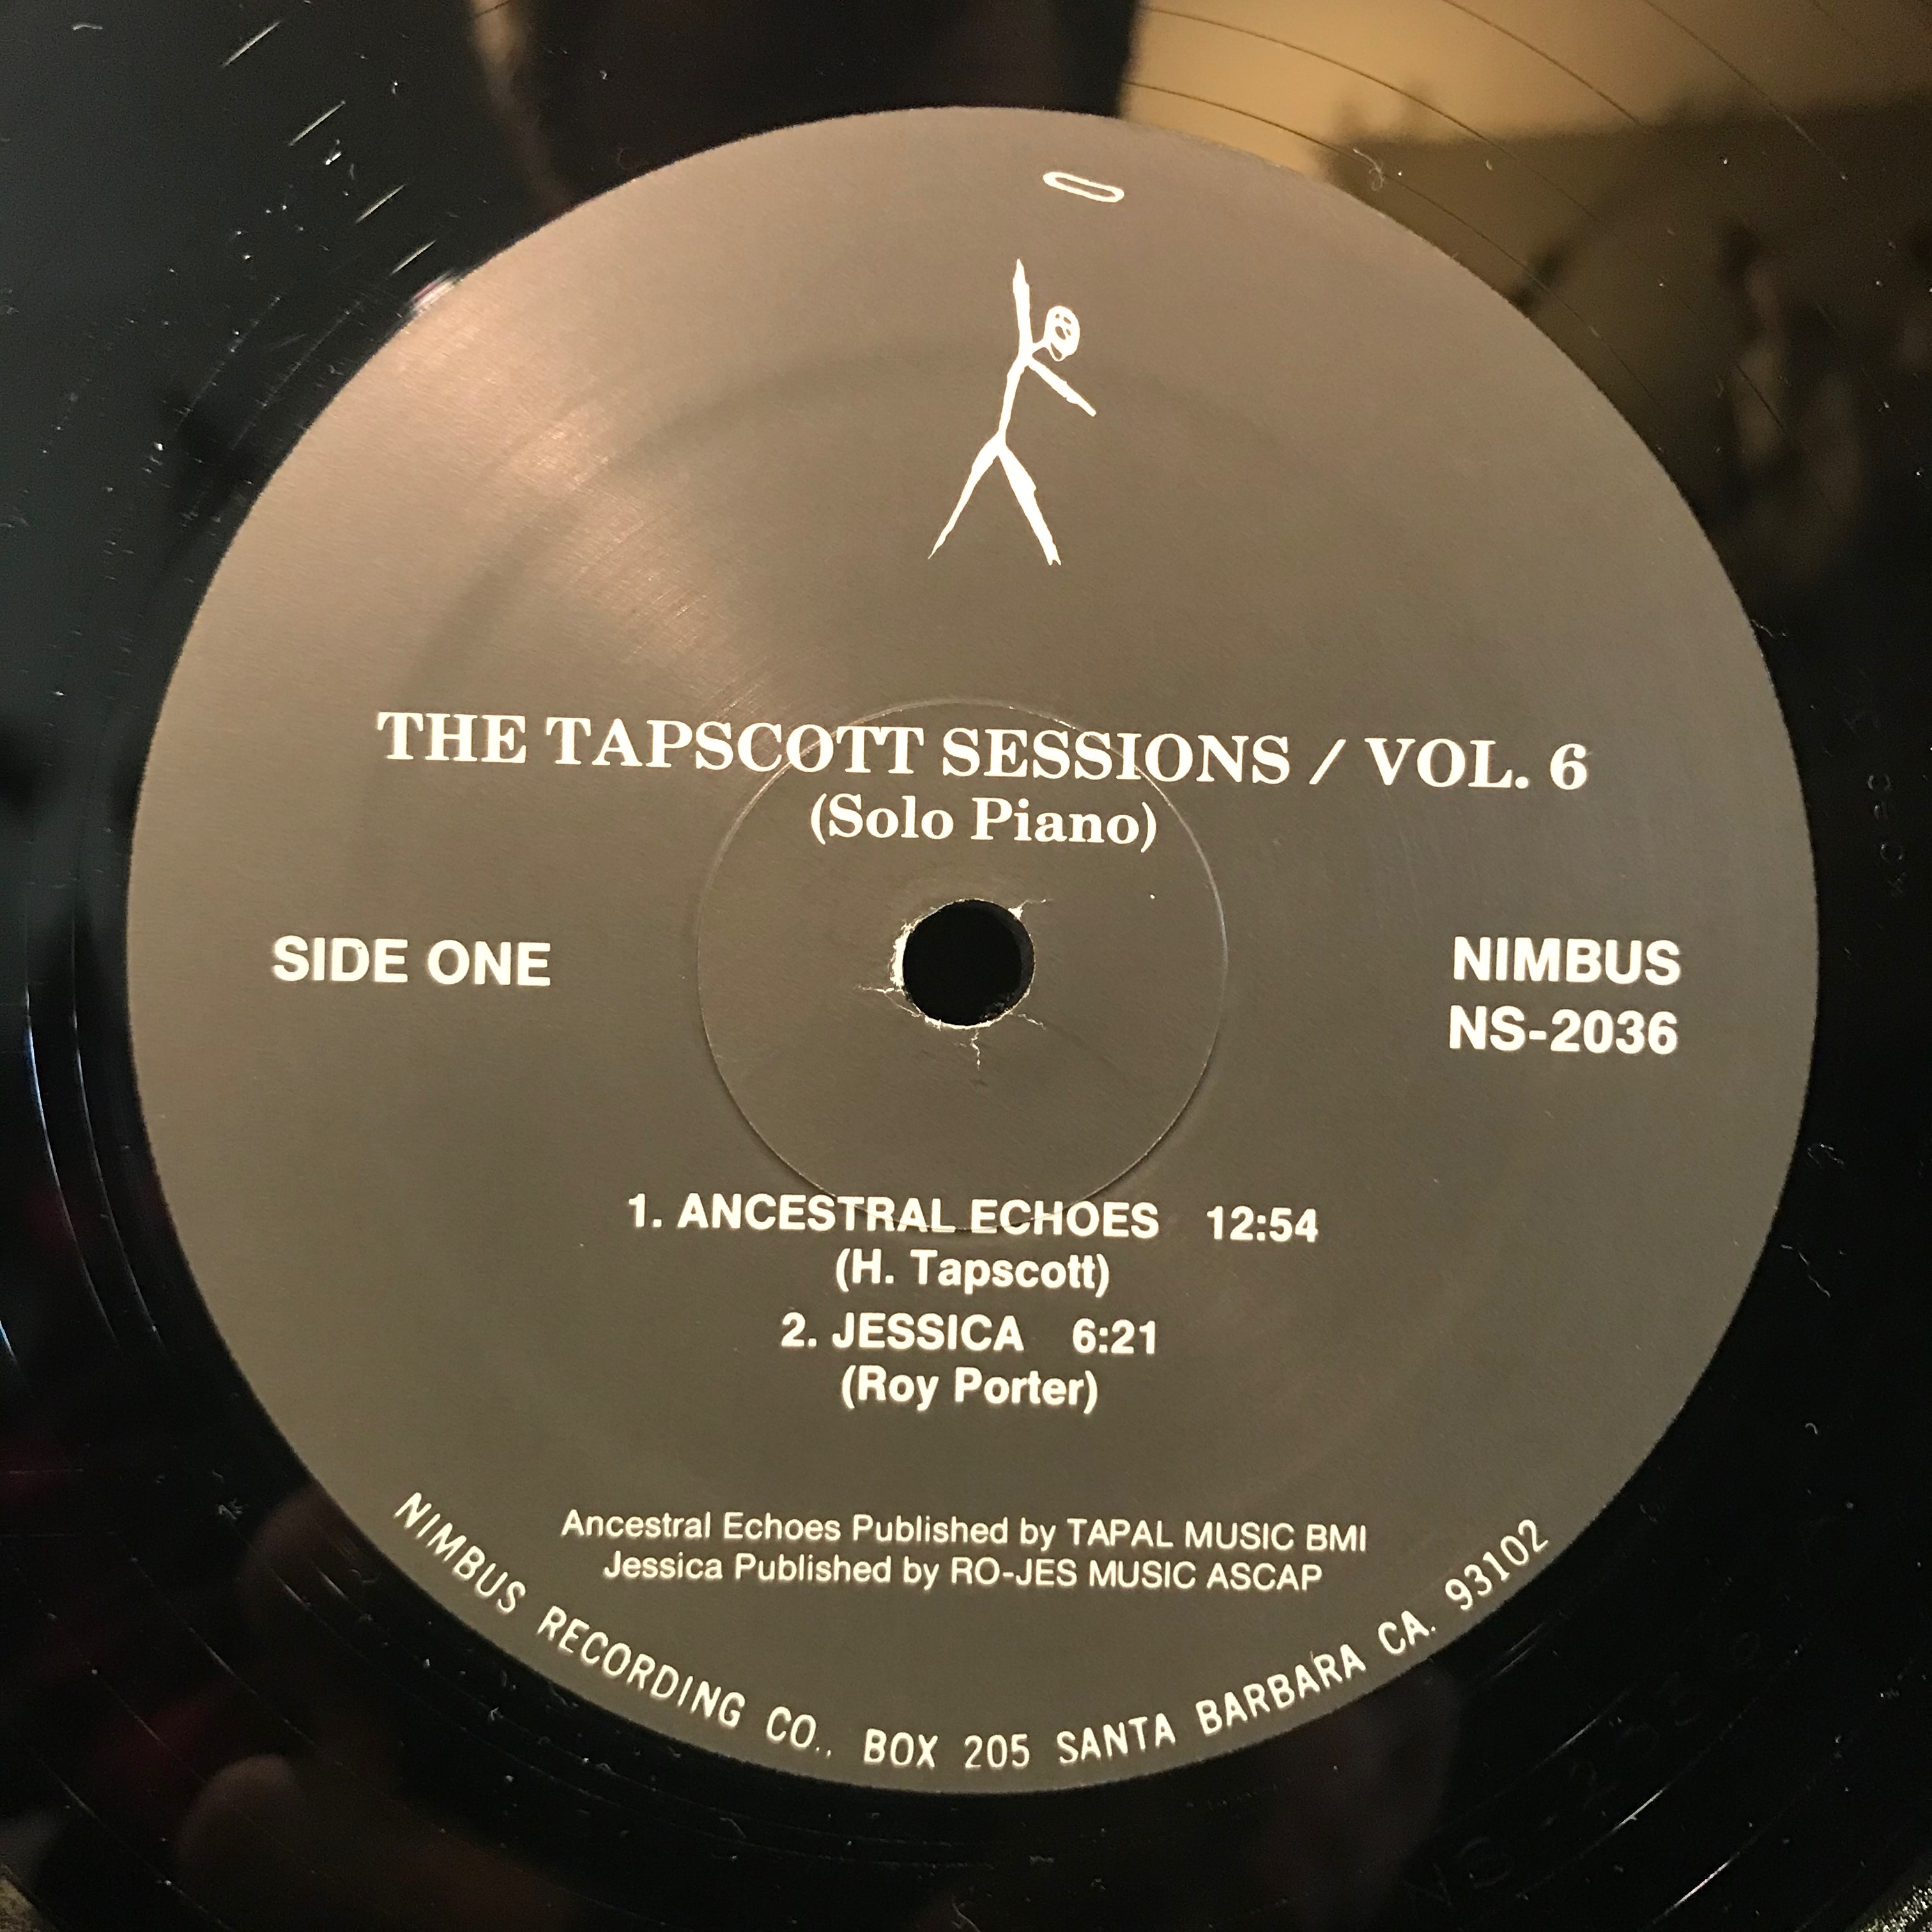 THE TAPSCOTT SESSIONS / VOL. 6
(Solo Piano)
SIDE ONE
NIMBUS
NS-2036
1. ANCESTRAL ECHOES 12:54
(H. Tapscott)
2. JESSICA 6:21
(Roy Porter)
Ancestral Echoes Published by TAPAL MUSIC BMI
Jessica Published by RO-JES MUSIC ASCAP
NIMBUS RECORDING CO., BOX 205 SANTA BARBARA CA. 93102